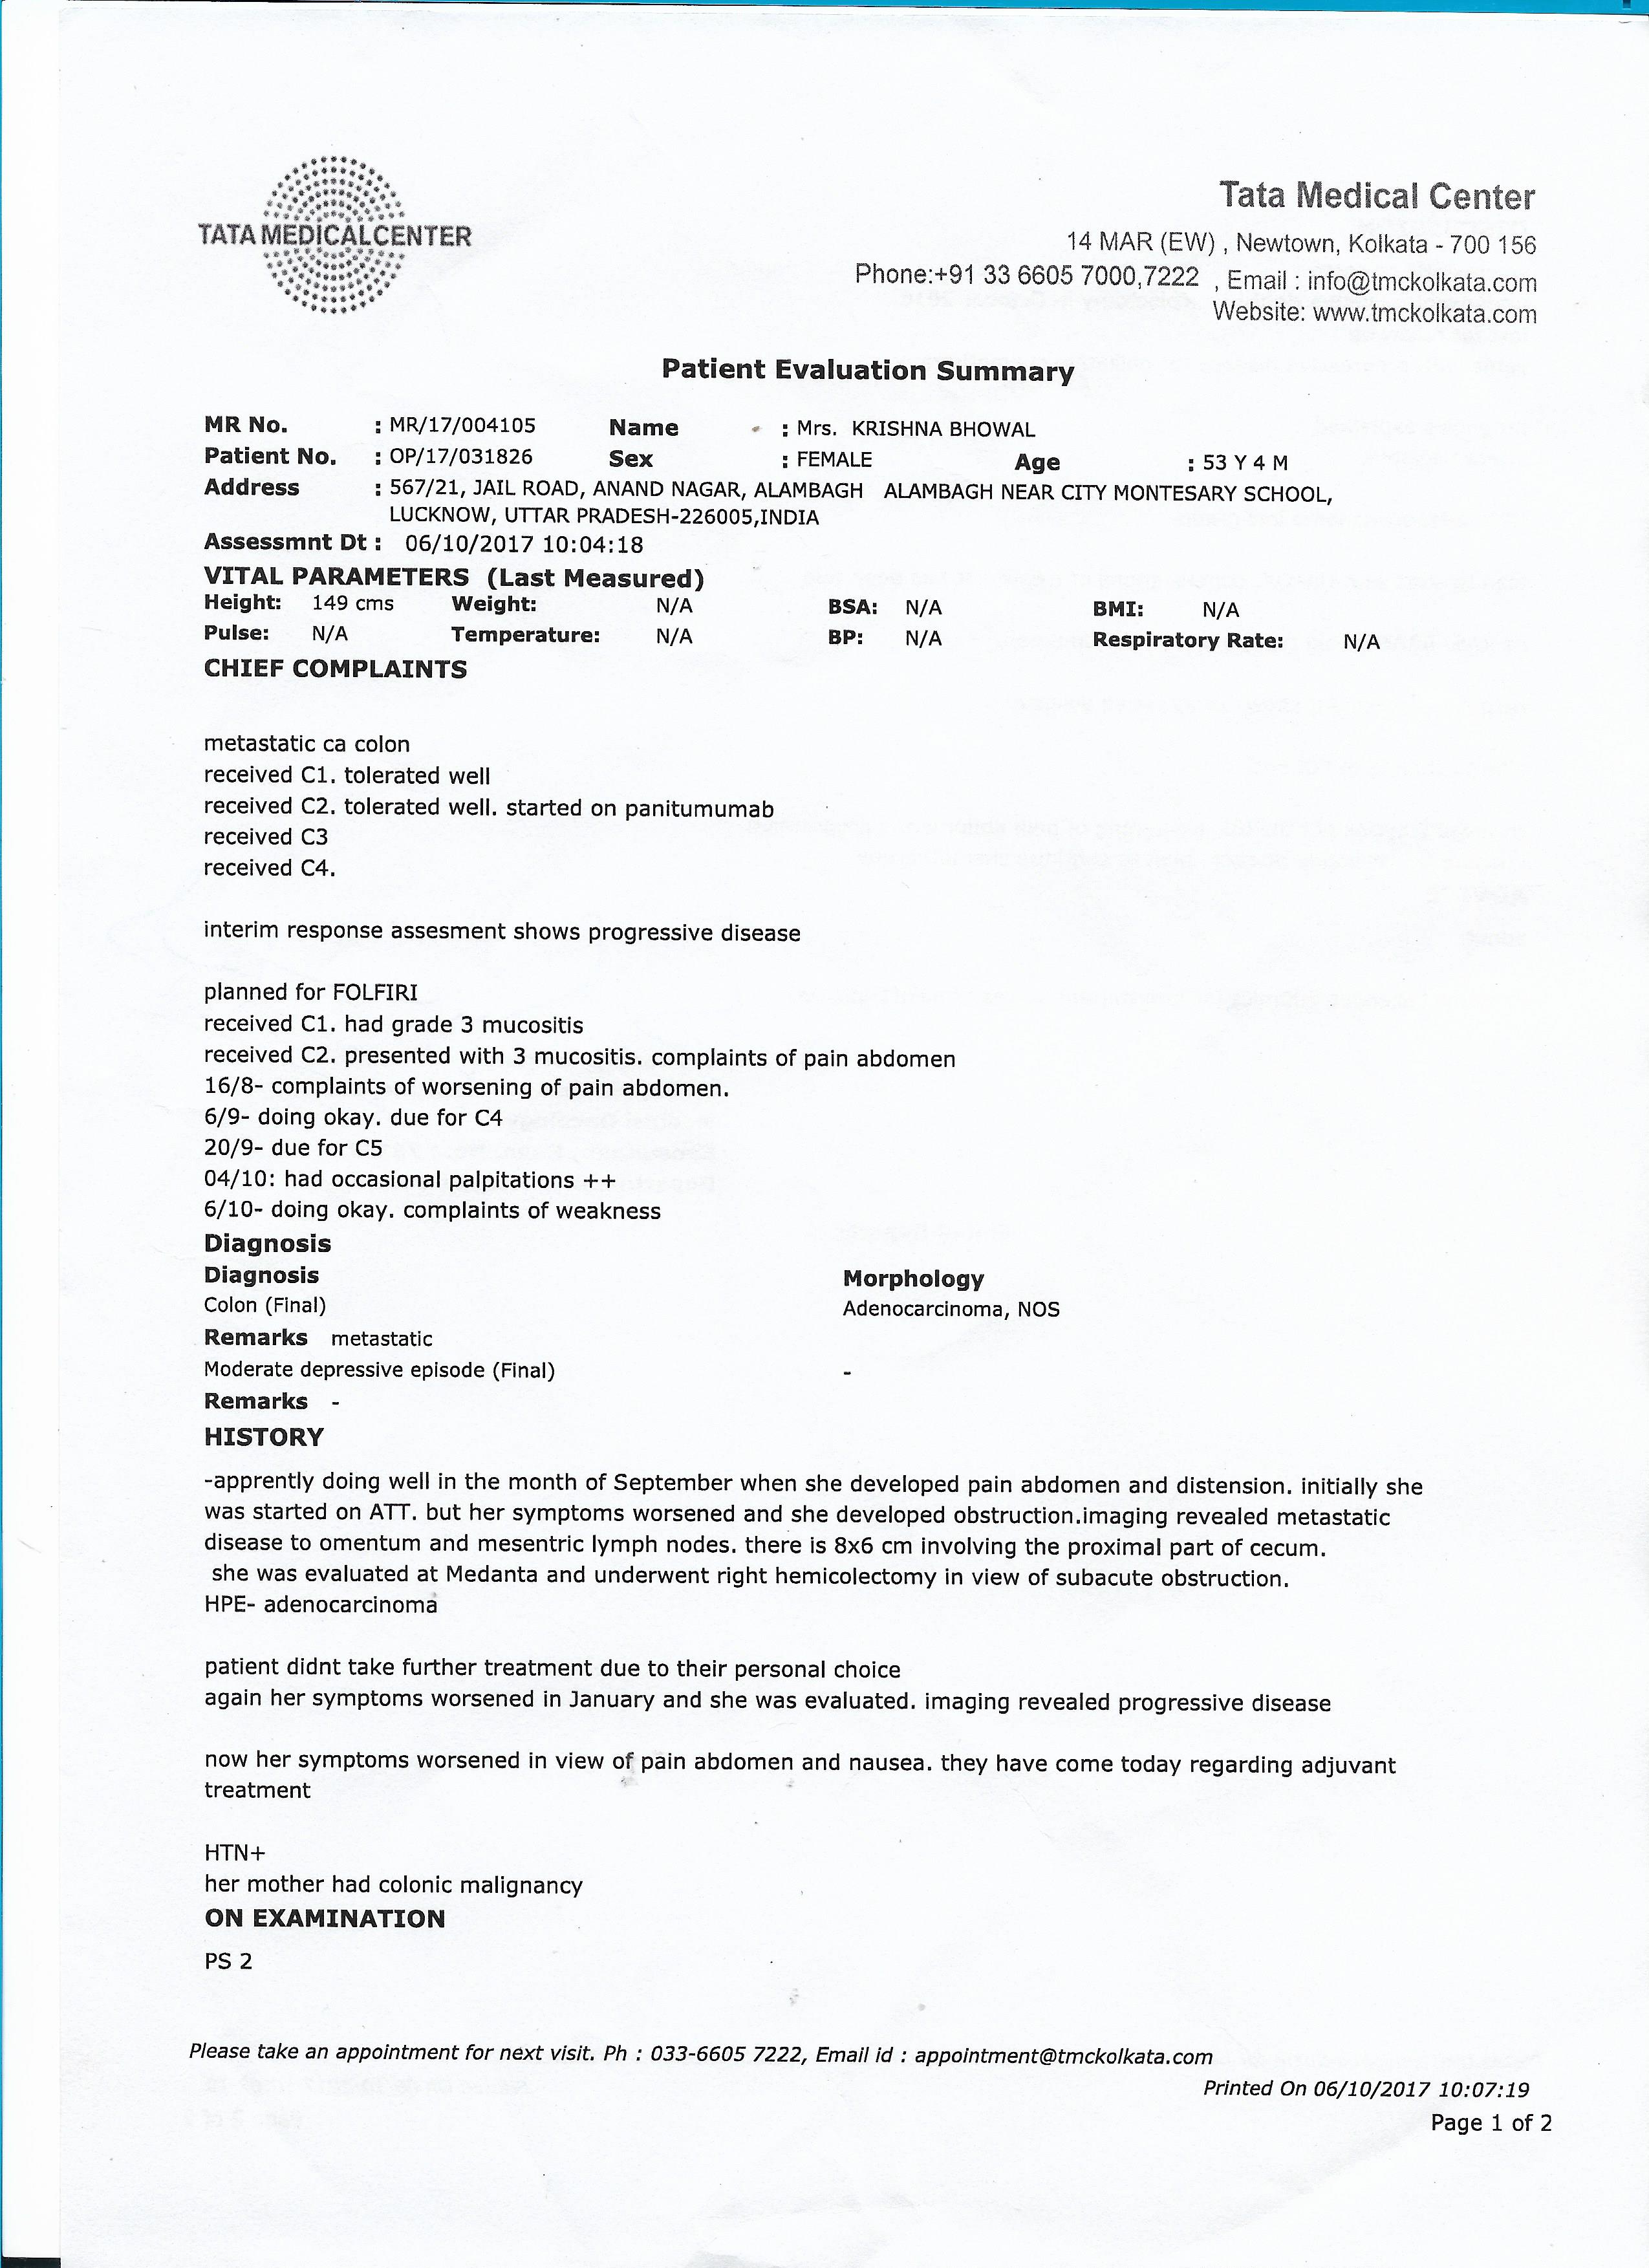 TATA MEDICAL CENTER
Tata Medical Center
14 MAR (EW) , Newtown, Kolkata - 700 156
Phone:+91 33 6605 7000,7222 , Email : info@tmckolkata.com
Website: www.tmckolkata.com
Patient Evaluation Summary
MR No. : MR/17/004105 Name : Mrs. KRISHNA BHOWAL
Patient No. : OP/17/031826 Sex : FEMALE Age : 53 Y 4 M
Address : 567/21, JAIL ROAD, ANAND NAGAR, ALAMBAGH ALAMBAGH NEAR CITY MONTESARY SCHOOL,
LUCKNOW, UTTAR PRADESH-226005,INDIA
Assessmnt Dt : 06/10/2017 10:04:18
VITAL PARAMETERS (Last Measured)
Height: 149 cms Weight: N/A BSA: N/A BMI: N/A
Pulse: N/A Temperature: N/A BP: N/A Respiratory Rate: N/A
CHIEF COMPLAINTS
metastatic ca colon
received C1. tolerated well
received C2. tolerated well. started on panitumumab
received C3
received C4.
interim response assesment shows progressive disease
planned for FOLFIRI
received C1. had grade 3 mucositis
received C2. presented with 3 mucositis. complaints of pain abdomen
16/8- complaints of worsening of pain abdomen.
6/9- doing okay. due for C4
20/9- due for C5
04/10: had occasional palpitations ++
6/10- doing okay. complaints of weakness
Diagnosis
Diagnosis Morphology
Colon (Final) Adenocarcinoma, NOS
Remarks metastatic
Moderate depressive episode (Final) -
Remarks -
HISTORY
-apprently doing well in the month of September when she developed pain abdomen and distension. initially she
was started on ATT. but her symptoms worsened and she developed obstruction.imaging revealed metastatic
disease to omentum and mesentric lymph nodes. there is 8x6 cm involving the proximal part of cecum.
she was evaluated at Medanta and underwent right hemicolectomy in view of subacute obstruction.
HPE- adenocarcinoma
patient didnt take further treatment due to their personal choice
again her symptoms worsened in January and she was evaluated. imaging revealed progressive disease
now her symptoms worsened in view of pain abdomen and nausea. they have come today regarding adjuvant
treatment
HTN+
her mother had colonic malignancy
ON EXAMINATION
PS 2
Please take an appointment for next visit. Ph : 033-6605 7222, Email id : appointment@tmckolkata.com
Printed On 06/10/2017 10:07:19
Page 1 of 2